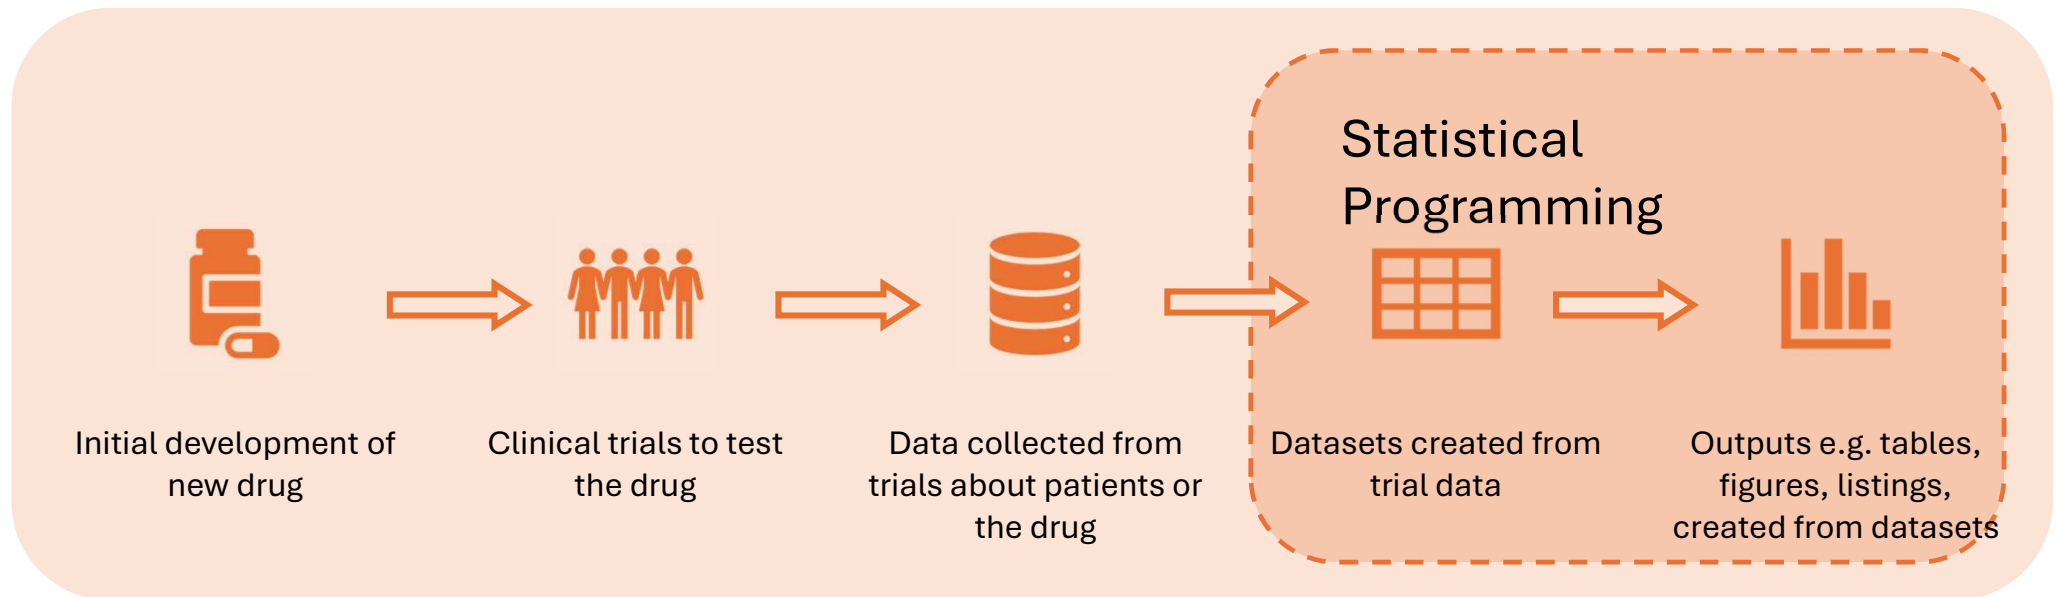 Statistical
Programming
Initial development of
new drug
Clinical trials to test
the drug
Data collected from
trials about patients or
the drug
Datasets created from
trial data
Outputs e.g. tables,
figures, listings,
created from datasets